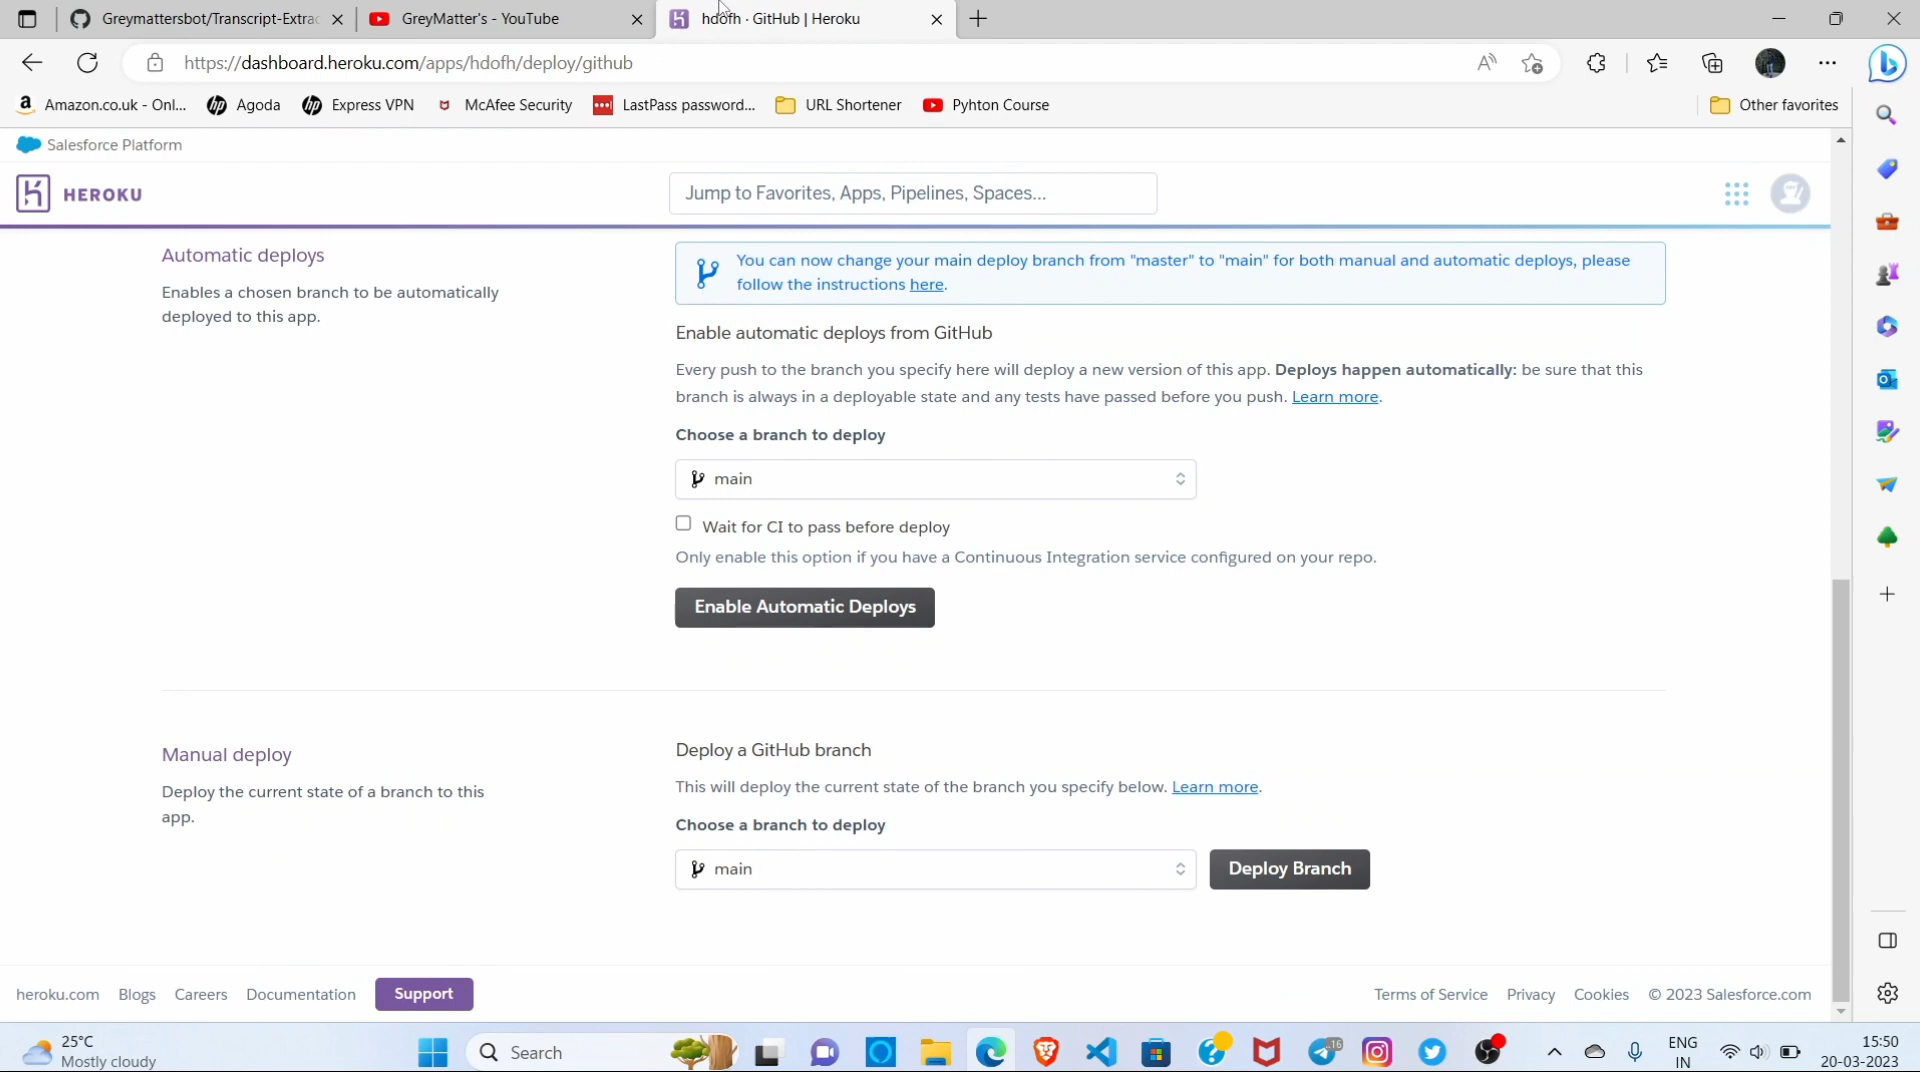 Greymattersbot/Transcript-Extra
GreyMatter's - YouTube
hdofh · GitHub | Heroku
https://dashboard.heroku.com/apps/hdofh/deploy/github
Amazon.co.uk - Onl...
Agoda
Express VPN
McAfee Security
LastPass password...
URL Shortener
Pyhton Course
Other favorites
Salesforce Platform
HEROKU
Jump to Favorites, Apps, Pipelines, Spaces...
Automatic deploys
Enables a chosen branch to be automatically
deployed to this app.
You can now change your main deploy branch from "master" to "main" for both manual and automatic deploys, please
follow the instructions here.
Enable automatic deploys from GitHub
Every push to the branch you specify here will deploy a new version of this app. Deploys happen automatically: be sure that this
branch is always in a deployable state and any tests have passed before you push. Learn more.
Choose a branch to deploy
main
Wait for CI to pass before deploy
Only enable this option if you have a Continuous Integration service configured on your repo.
Enable Automatic Deploys
Manual deploy
Deploy the current state of a branch to this
app.
Deploy a GitHub branch
This will deploy the current state of the branch you specify below. Learn more.
Choose a branch to deploy
main
Deploy Branch
heroku.com
Blogs
Careers
Documentation
Support
Terms of Service
Privacy
Cookies
© 2023 Salesforce.com
25°C
Mostly cloudy
Search
16
ENG
IN
15:50
20-03-2023